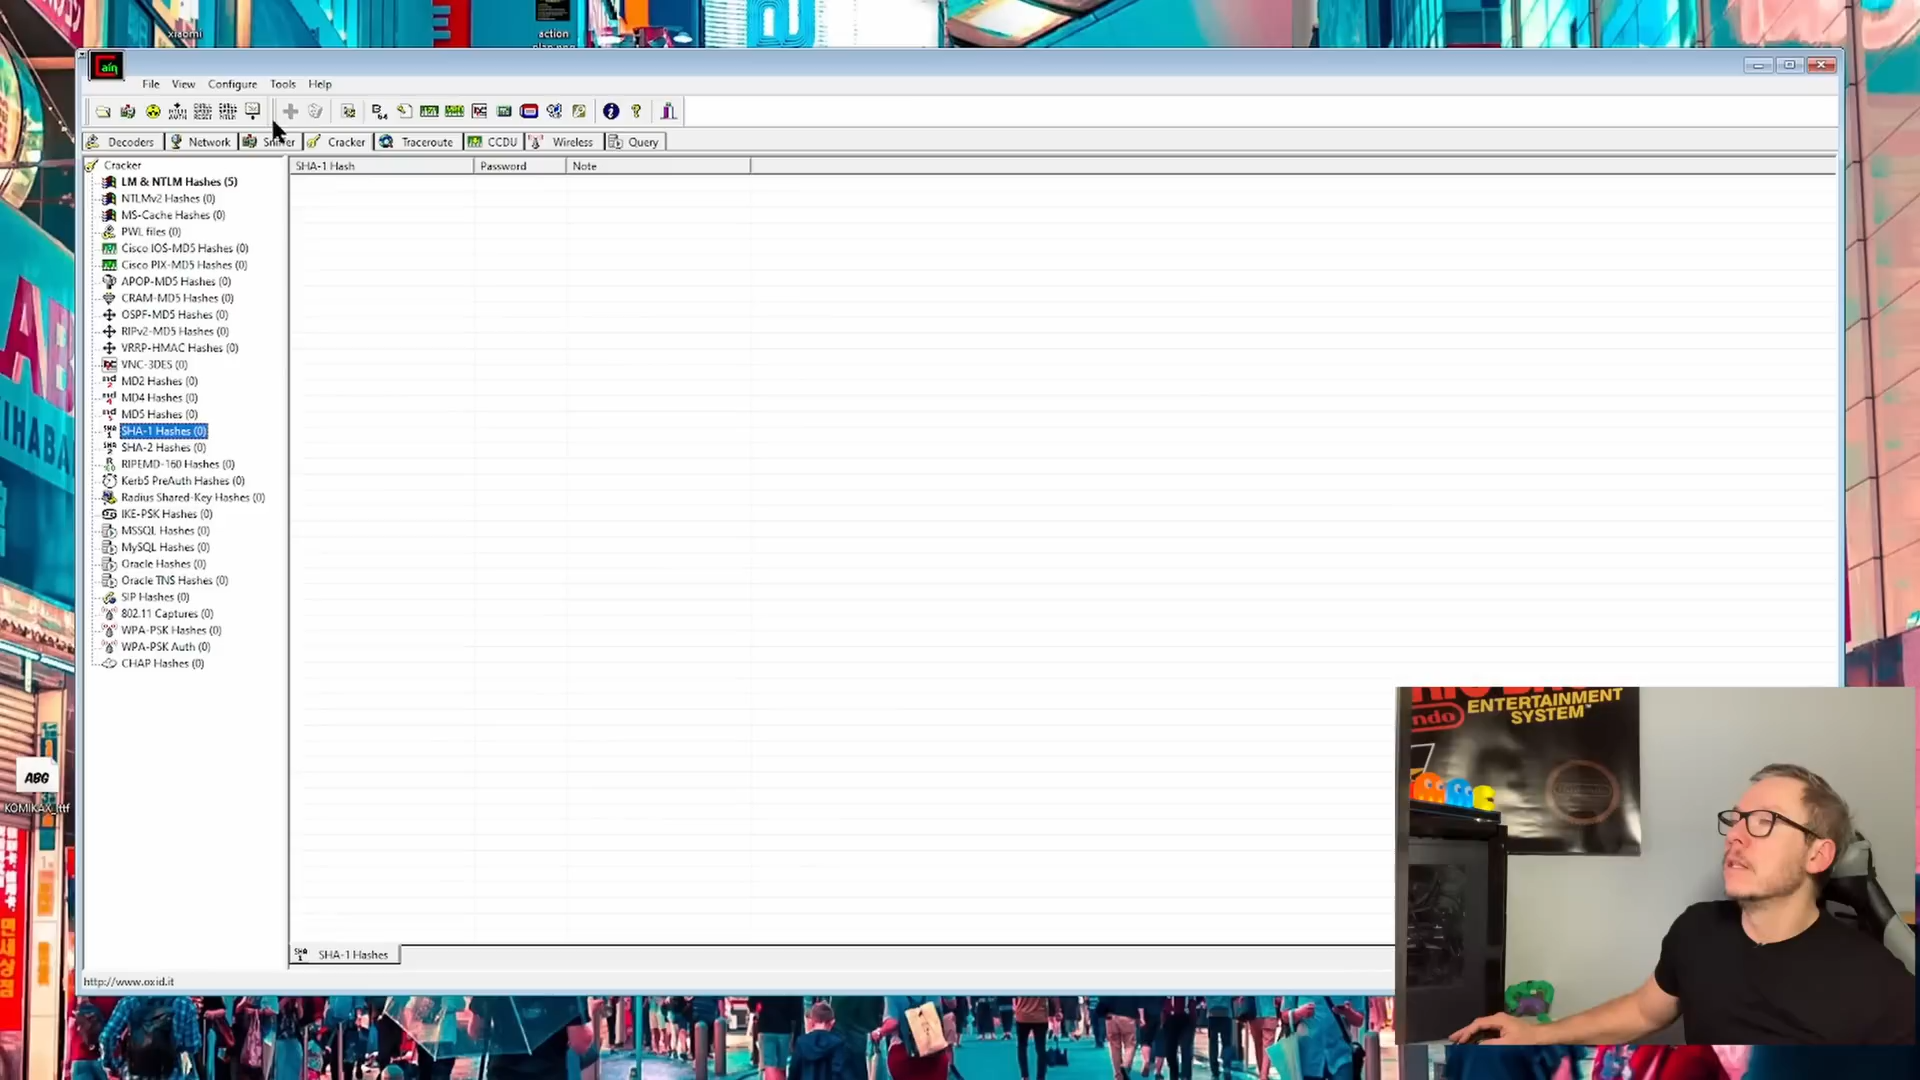 xiaomi
action
Cain
File View Configure Tools Help
Decoders Network Sniffer Cracker Traceroute CCDU Wireless Query
Cracker
SHA-1 Hash Password Note
LM & NTLM Hashes (5)
NTLMv2 Hashes (0)
MS-Cache Hashes (0)
PWL files (0)
Cisco IOS-MD5 Hashes (0)
Cisco PIX-MD5 Hashes (0)
APOP-MD5 Hashes (0)
CRAM-MD5 Hashes (0)
OSPF-MD5 Hashes (0)
RIPv2-MD5 Hashes (0)
VRRP-HMAC Hashes (0)
VNC-3DES (0)
MD2 Hashes (0)
MD4 Hashes (0)
MD5 Hashes (0)
SHA-1 Hashes (0)
SHA-2 Hashes (0)
RIPEMD-160 Hashes (0)
Kerb5 PreAuth Hashes (0)
Radius Shared-Key Hashes (0)
IKE-PSK Hashes (0)
MSSQL Hashes (0)
MySQL Hashes (0)
Oracle Hashes (0)
Oracle TNS Hashes (0)
SIP Hashes (0)
802.11 Captures (0)
WPA-PSK Hashes (0)
WPA-PSK Auth (0)
CHAP Hashes (0)
SHA-1 Hashes
http://www.oxid.it
ABG
ENTERTAINMENT
SYSTEM